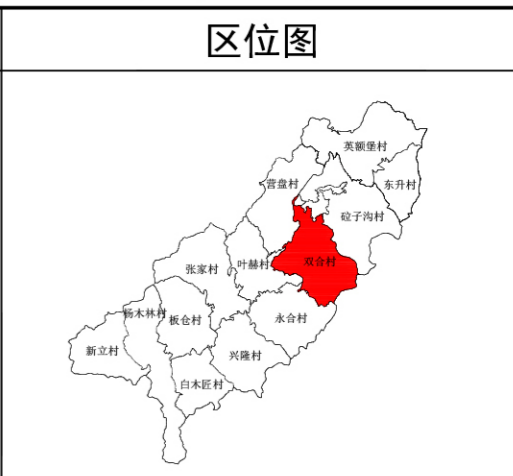 区位图
英额堡村
营盘村
东升村
砬子沟村
双合村
叶赫村
张家村
永合村
杨木林村
板仓村
新立村
兴隆村
白木匠村